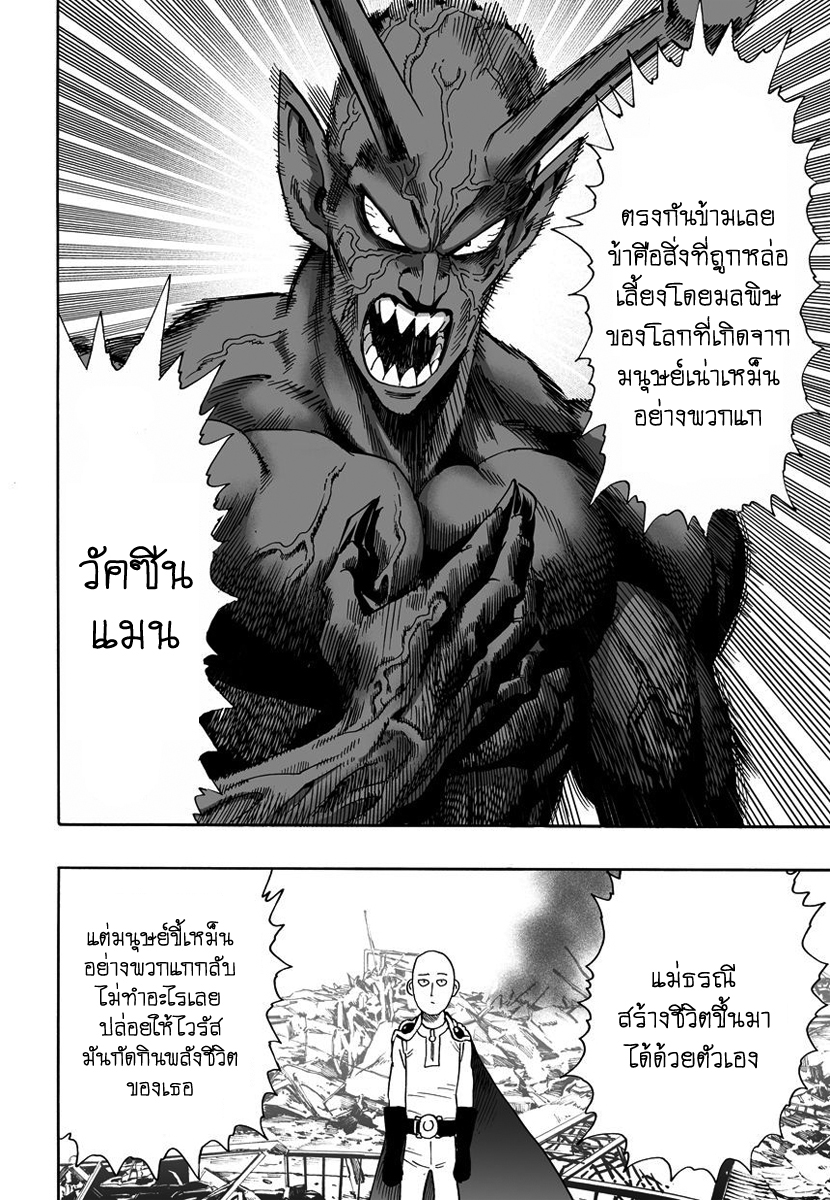 ตรงกันข้ามเลย
ข้าคือสิ่งที่ถูกหล่อ
เลี้ยงโดยมลพิษ
ของโลกที่เกิดจาก
มนุษย์เน่าเหม็น
อย่างพวกแก
วัคซีน
แมน
แม่ธรณี
สร้างชีวิตขึ้นมา
ได้ด้วยตัวเอง
แต่มนุษย์ขี้เหม็น
อย่างพวกแกกลับ
ไม่ทำอะไรเลย
ปล่อยให้ไวรัส
มันกัดกินพลังชีวิต
ของเธอ